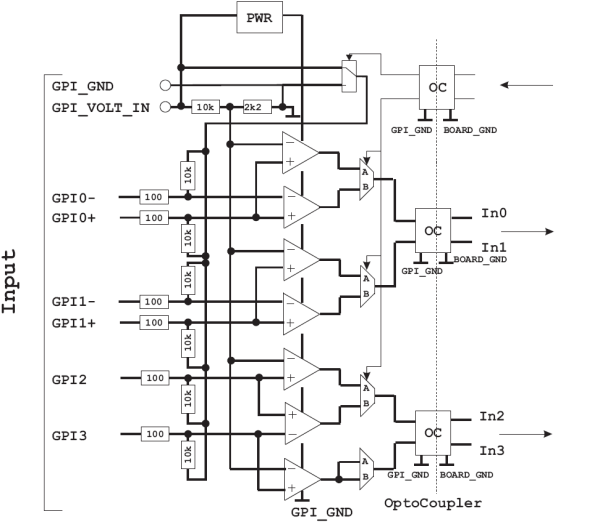 PWR
GPI_GND
OC
GPI_VOLT_IN
10k
2k2
GPI_GND
BOARD_GND
−
+
A
B
10k
GPI0-
100
−
+
GPI0+
100
In0
OC
10k
In1
GPI_GND
BOARD_GND
−
+
A
B
10k
GPI1-
100
−
+
GPI1+
100
10k
−
+
A
B
GPI2
100
10k
+
−
In2
OC
GPI3
100
In3
10k
−
+
A
B
GPI_GND
BOARD_GND
OptoCoupler
GPI_GND
Input